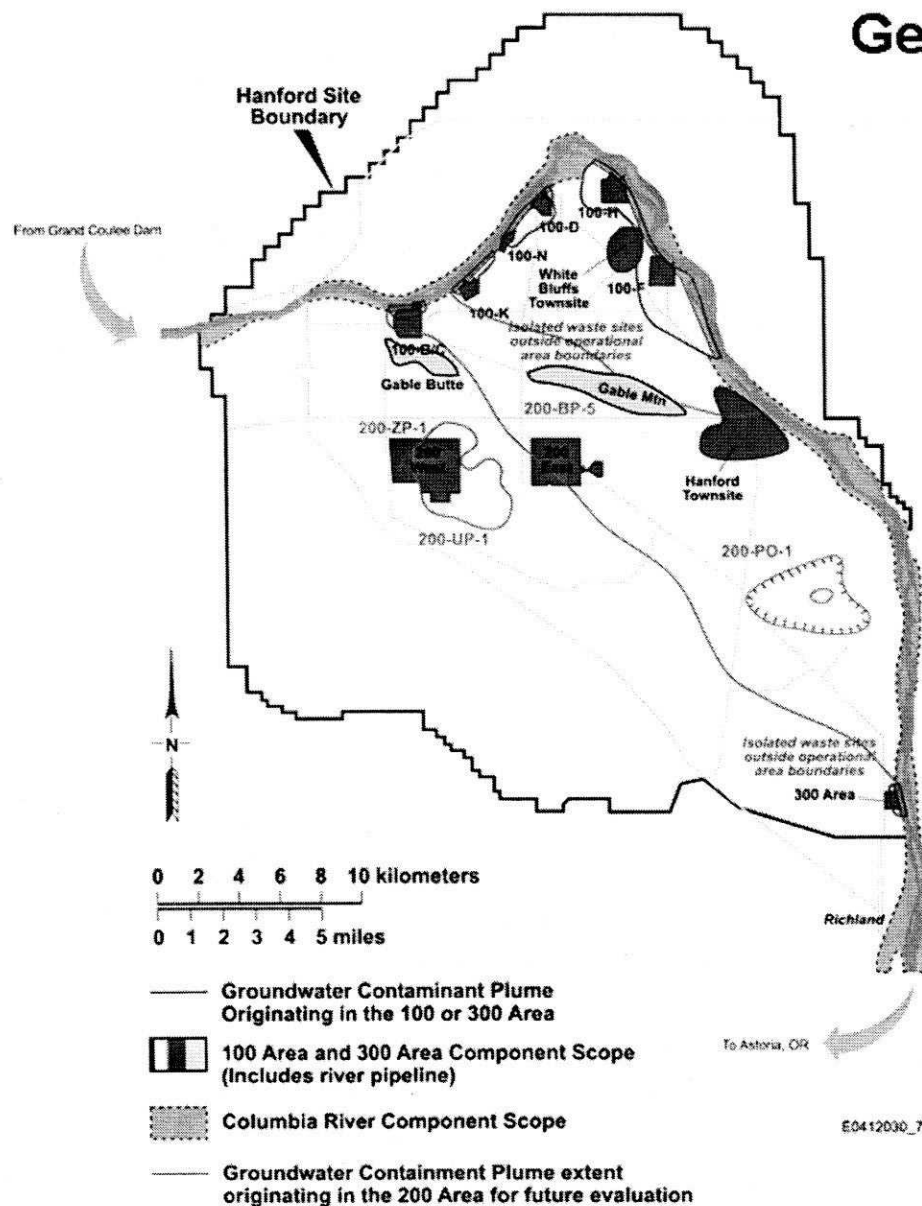 Ge
Hanford Site
Boundary
From Grand Coulee Dam
100-H
100-D
100-N
White
Bluffs
Townsite
100-F
100-K
Isolated waste sites
outside operational
area boundaries
100-B/C
Gable Butte
Gable Mtn
200-BP-5
200-ZP-1
200
West
200
East
Hanford
Townsite
200-UP-1
200-PO-1
N
Isolated waste sites
outside operational
area boundaries
300 Area
0 2 4 6 8 10 kilometers
0 1 2 3 4 5 miles
Richland
Groundwater Contaminant Plume
Originating in the 100 or 300 Area
To Astoria, OR
100 Area and 300 Area Component Scope
(Includes river pipeline)
Columbia River Component Scope
E0412030_7
Groundwater Containment Plume extent
originating in the 200 Area for future evaluation